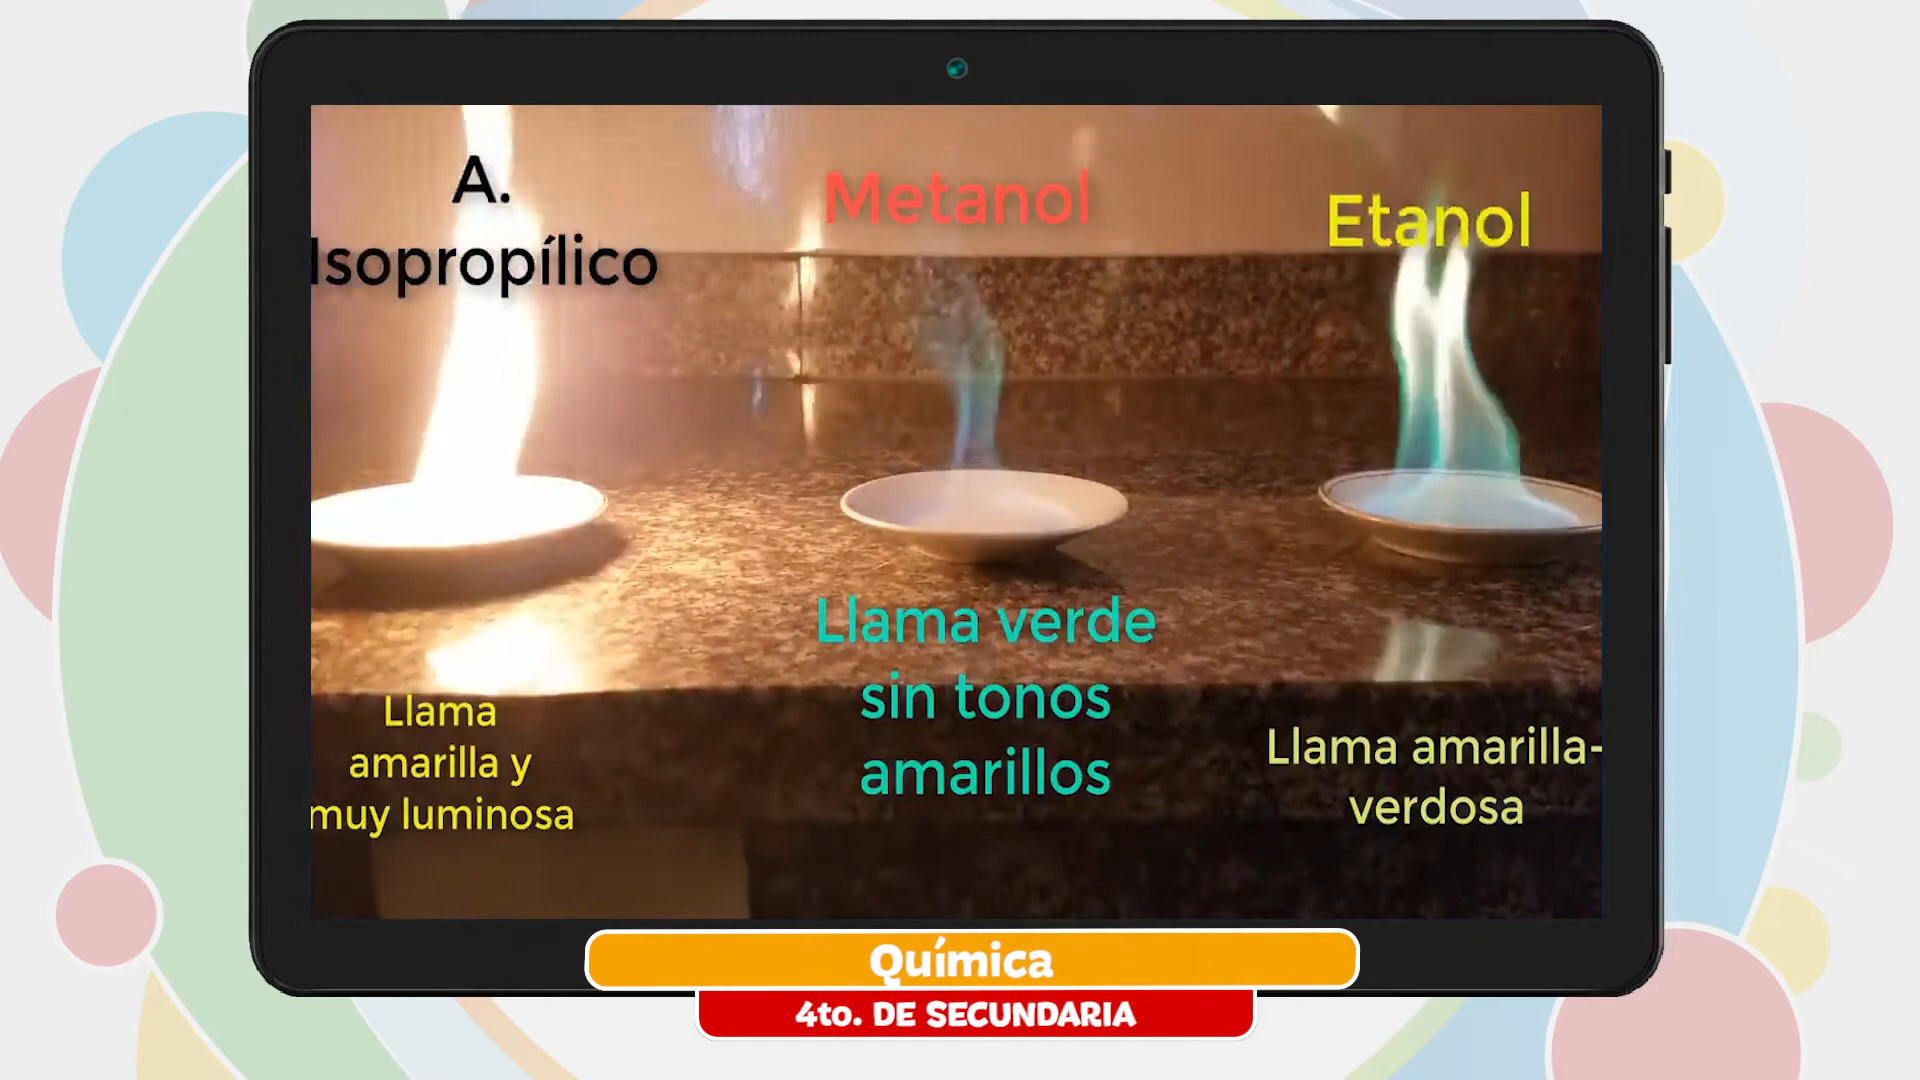 A.
Isopropílico
Metanol
Etanol
Llama
amarilla y
muy luminosa
Llama verde
sin tonos
amarillos
Llama amarilla-
verdosa
Química
4to. DE SECUNDARIA